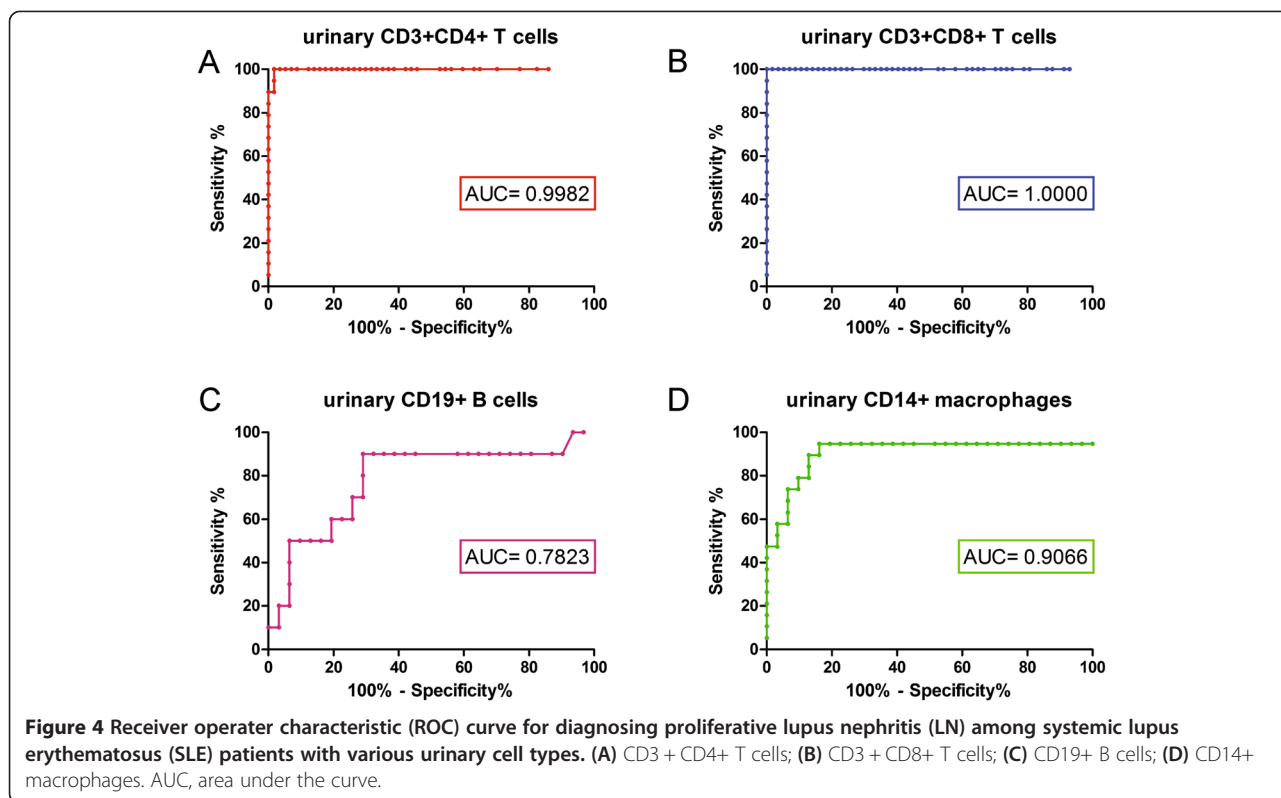 urinary CD3+CD4+ T cells
A
100
80
60
40
20
0
Sensitivity %
AUC= 0.9982
0 20 40 60 80 100
100% - Specificity%
urinary CD3+CD8+ T cells
B
100
80
60
40
20
0
Sensitivity %
AUC= 1.0000
0 20 40 60 80 100
100% - Specificity%
urinary CD19+ B cells
C
100
80
60
40
20
0
Sensitivity %
AUC= 0.7823
0 20 40 60 80 100
100% - Specificity%
urinary CD14+ macrophages
D
100
80
60
40
20
0
Sensitivity %
AUC= 0.9066
0 20 40 60 80 100
100% - Specificity%
Figure 4 Receiver operater characteristic (ROC) curve for diagnosing proliferative lupus nephritis (LN) among systemic lupus
erythematosus (SLE) patients with various urinary cell types. (A) CD3 + CD4+ T cells; (B) CD3 + CD8+ T cells; (C) CD19+ B cells; (D) CD14+
macrophages. AUC, area under the curve.